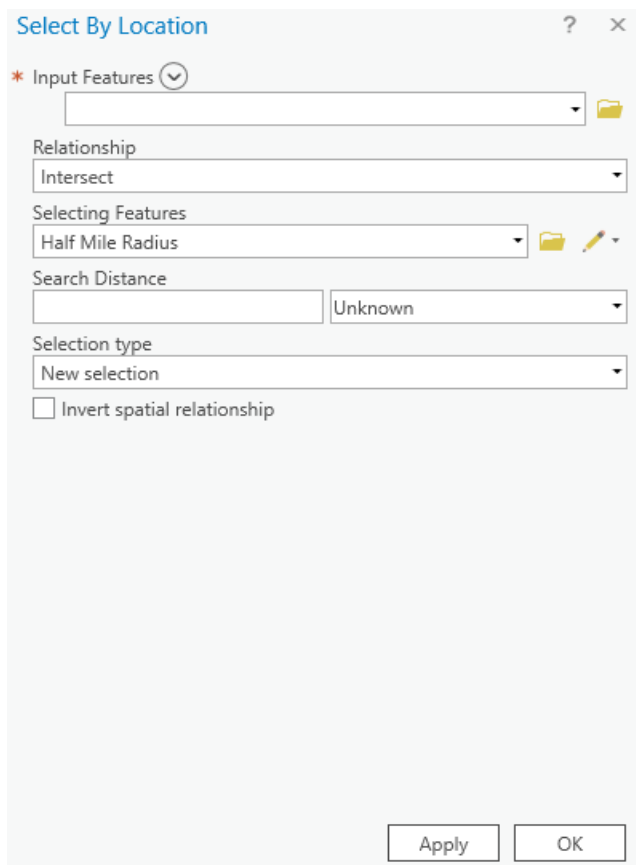 Select By Location ? ×
* Input Features
Relationship
Intersect
Selecting Features
Half Mile Radius
Search Distance
Unknown
Selection type
New selection
Invert spatial relationship
Apply OK